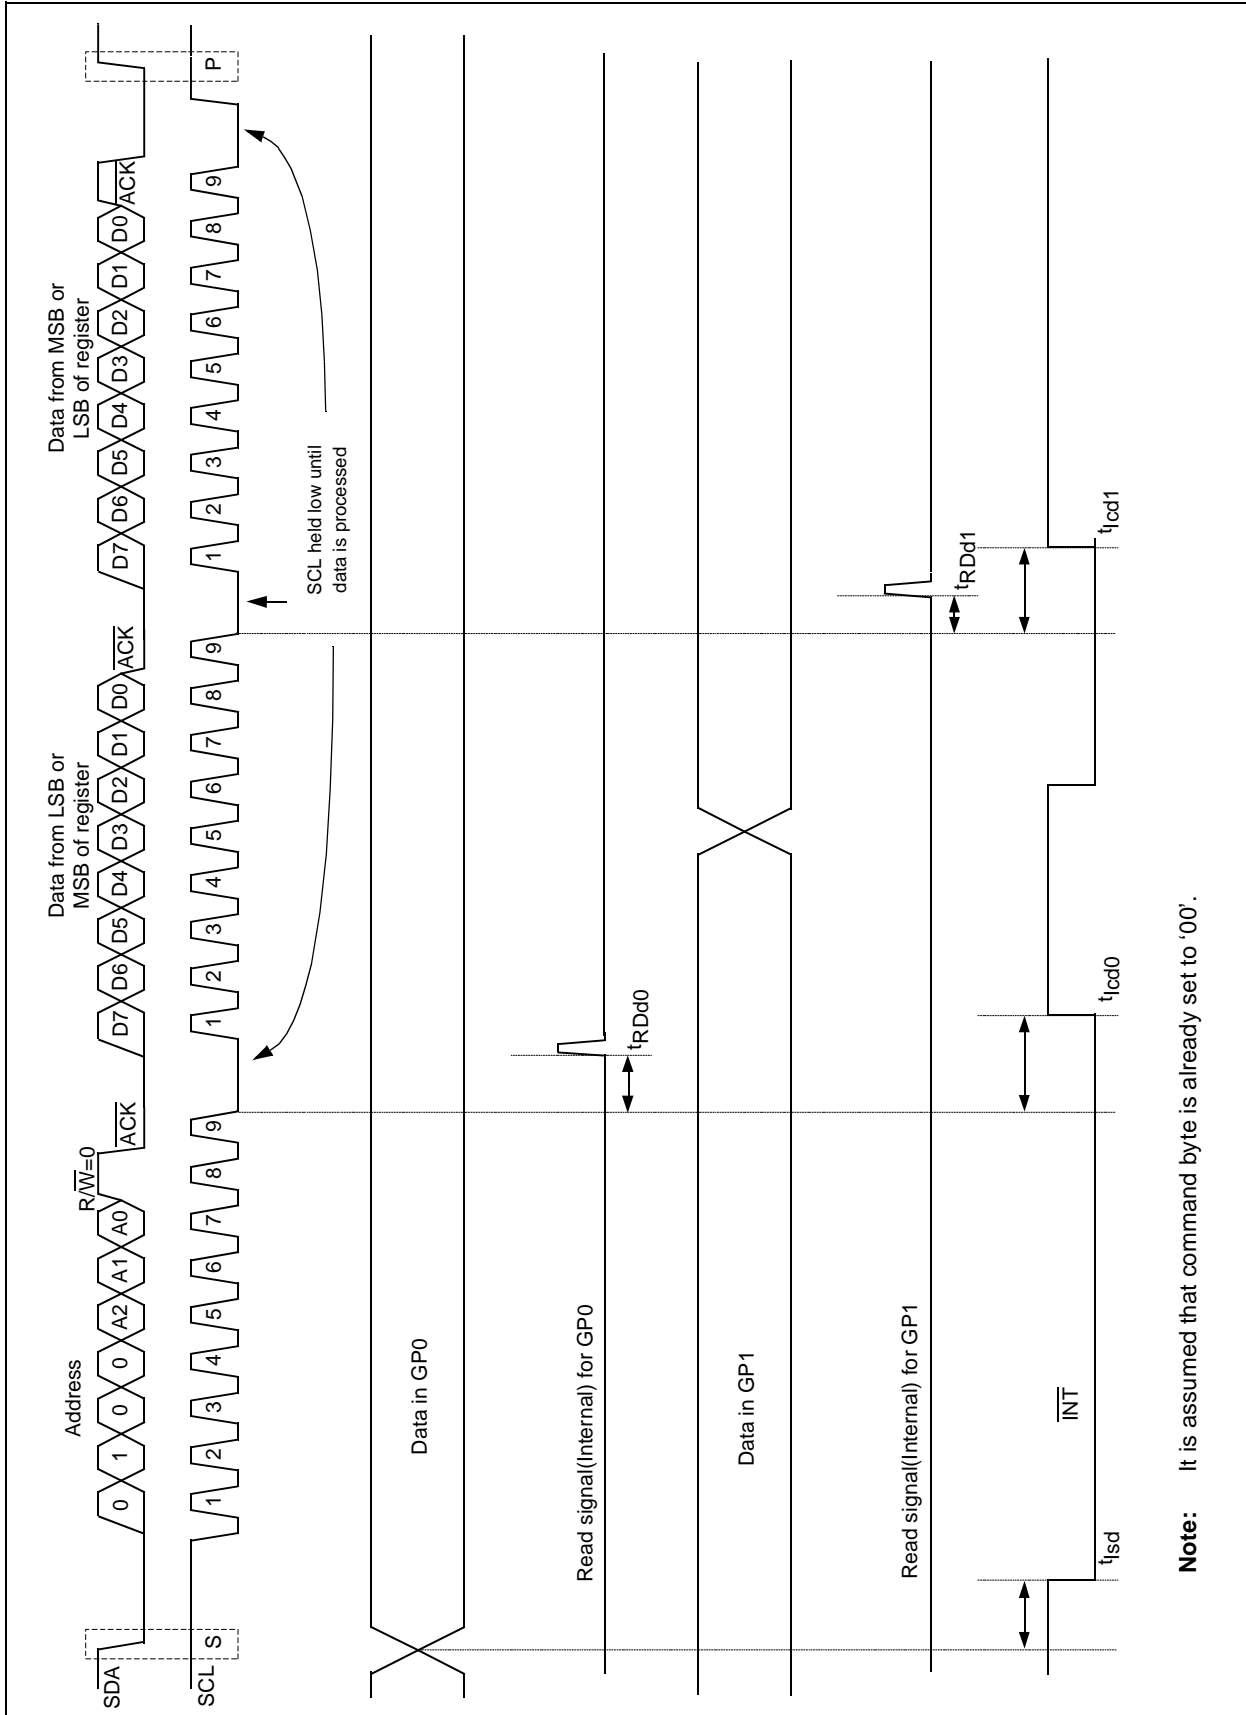 Address
Data from LSB or
MSB of register
Data from MSB or
LSB of register
R/W=0
SDA
0
1
0
0
A2
A1
A0
ACK
D7
D6
D5
D4
D3
D2
D1
D0
ACK
D7
D6
D5
D4
D3
D2
D1
D0
ACK
SCL
S
1
2
3
4
5
6
7
8
9
1
2
3
4
5
6
7
8
9
1
2
3
4
5
6
7
8
9
P
SCL held low until
data is processed
Data in GP0
Read signal(Internal) for GP0
tRDd0
Data in GP1
Read signal(Internal) for GP1
tRDd1
INT
tIsd
tIcd0
tIcd1
Note: It is assumed that command byte is already set to ‘00’.